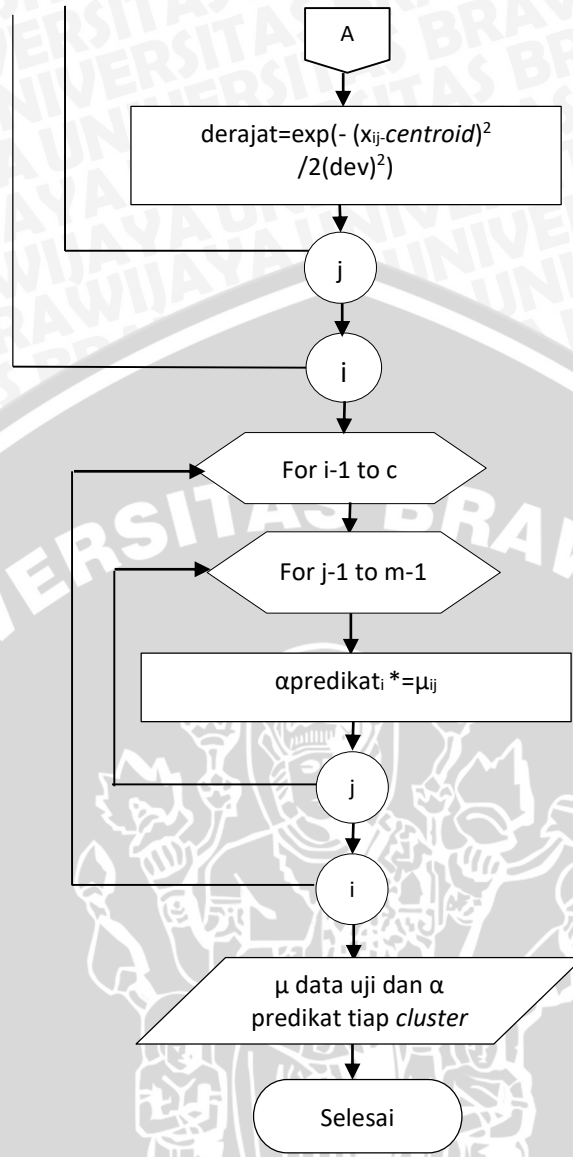 A
derajat=exp(- (xij-centroid)²
/2(dev)²)
j
i
For i-1 to c
For j-1 to m-1
αpredikati *=μij
j
i
μ data uji dan α
predikat tiap cluster
Selesai